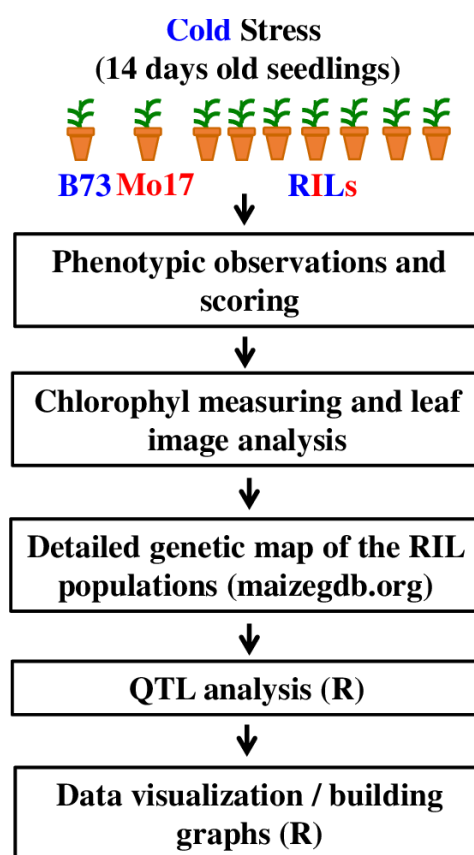 Cold Stress
(14 days old seedlings)
B73 Mo17 RILs
Phenotypic observations and
scoring
Chlorophyl measuring and leaf
image analysis
Detailed genetic map of the RIL
populations (maizegdb.org)
QTL analysis (R)
Data visualization / building
graphs (R)